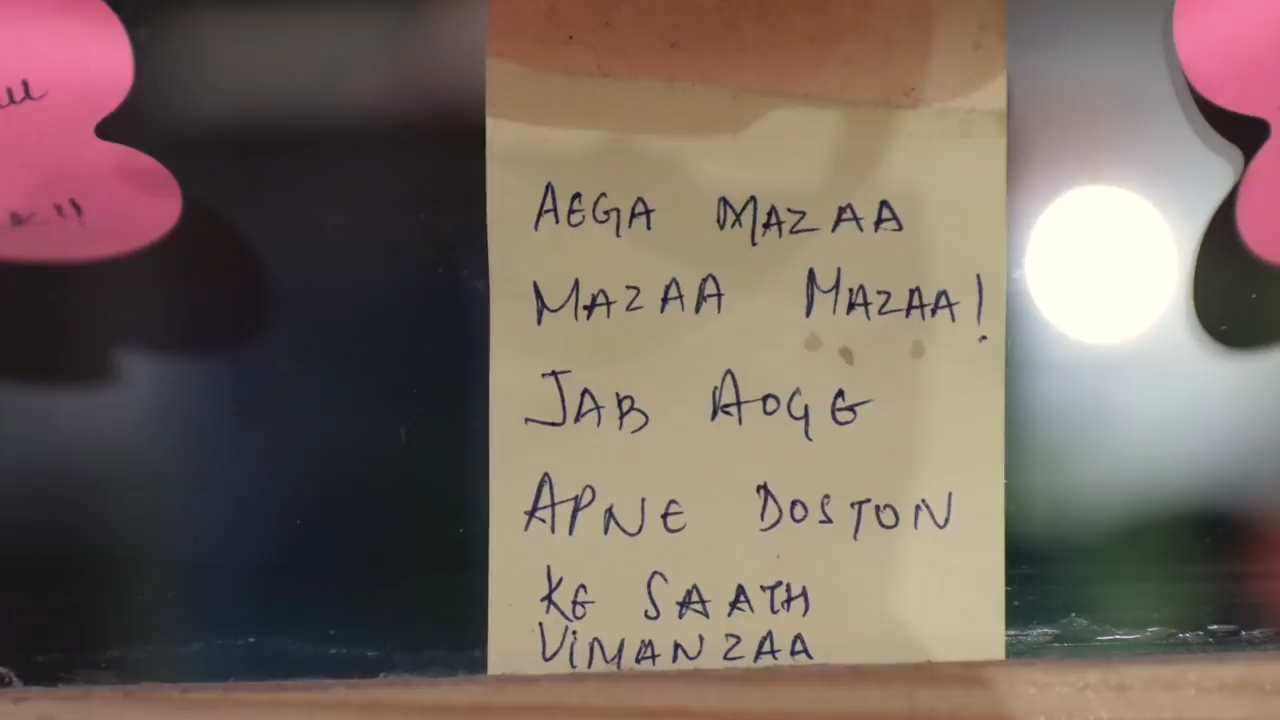 AEGA MAZAA
MAZAA MAZAA!
JAB AOGE
APNE DOSTON
KE SAATH
VIMANZAA